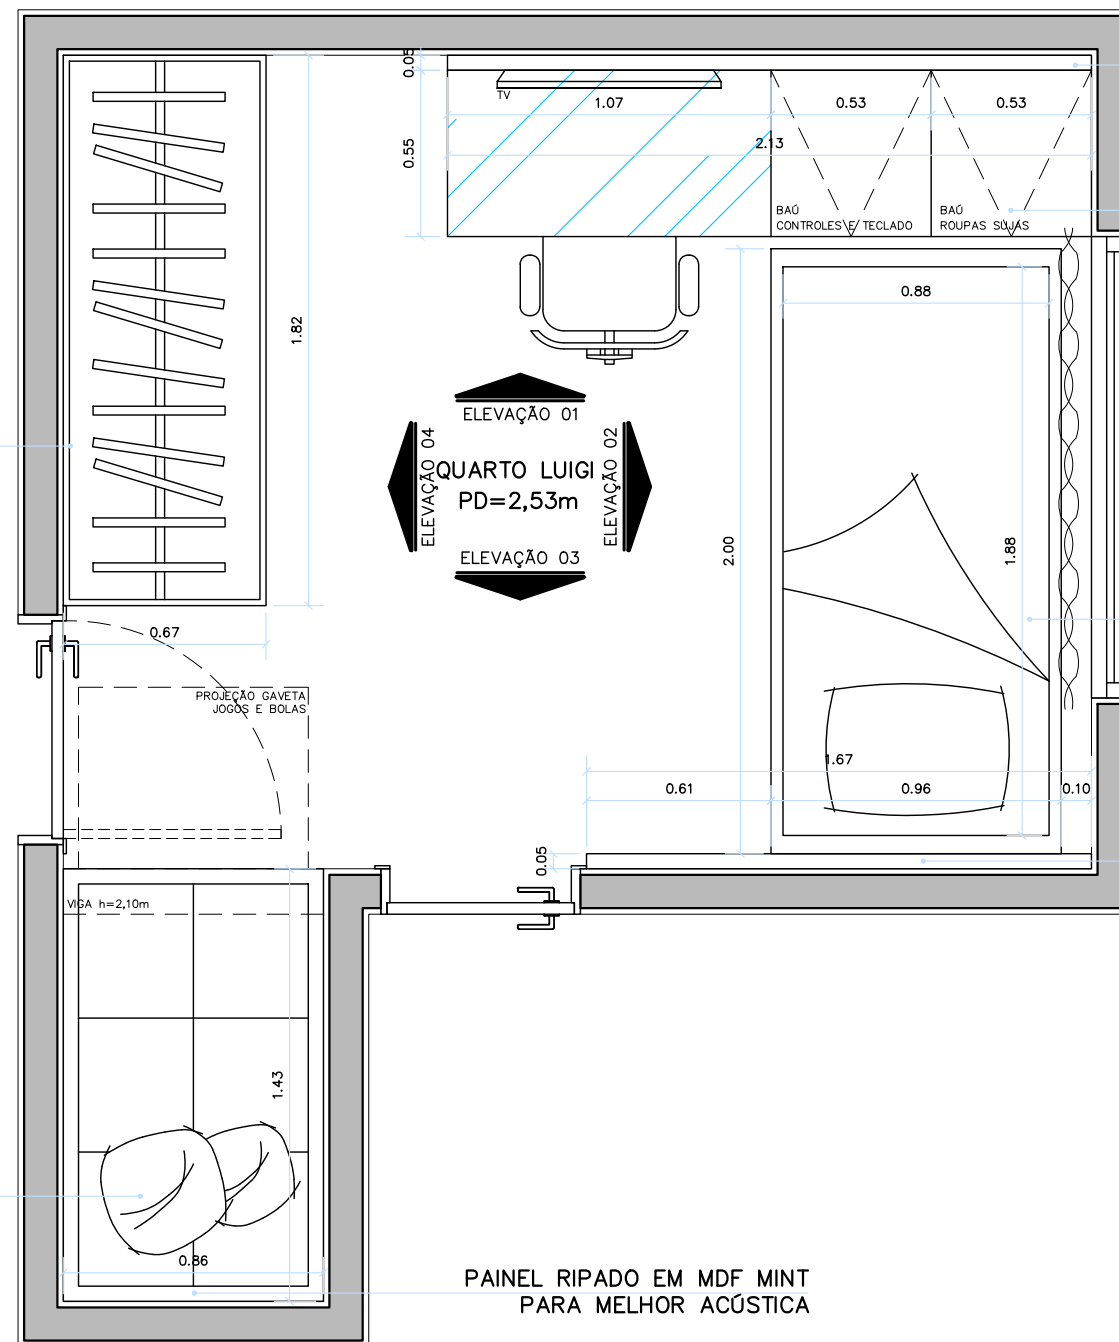 0.05
TV
1.07
0.53
0.53
2.13
0.55
BAÚ
CONTROLES E TECLADO
BAÚ
ROUPAS SUJAS
0.88
1.82
ELEVAÇÃO 01
ELEVAÇÃO 04
QUARTO LUIGI
PD=2,53m
ELEVAÇÃO 02
ELEVAÇÃO 03
2.00
1.88
0.67
PROJEÇÃO GAVETA
JOGOS E BOLAS
1.67
0.61
0.96
0.10
0.05
VIGA h=2,10m
1.43
0.86
PAINEL RIPADO EM MDF MINT
PARA MELHOR ACÚSTICA